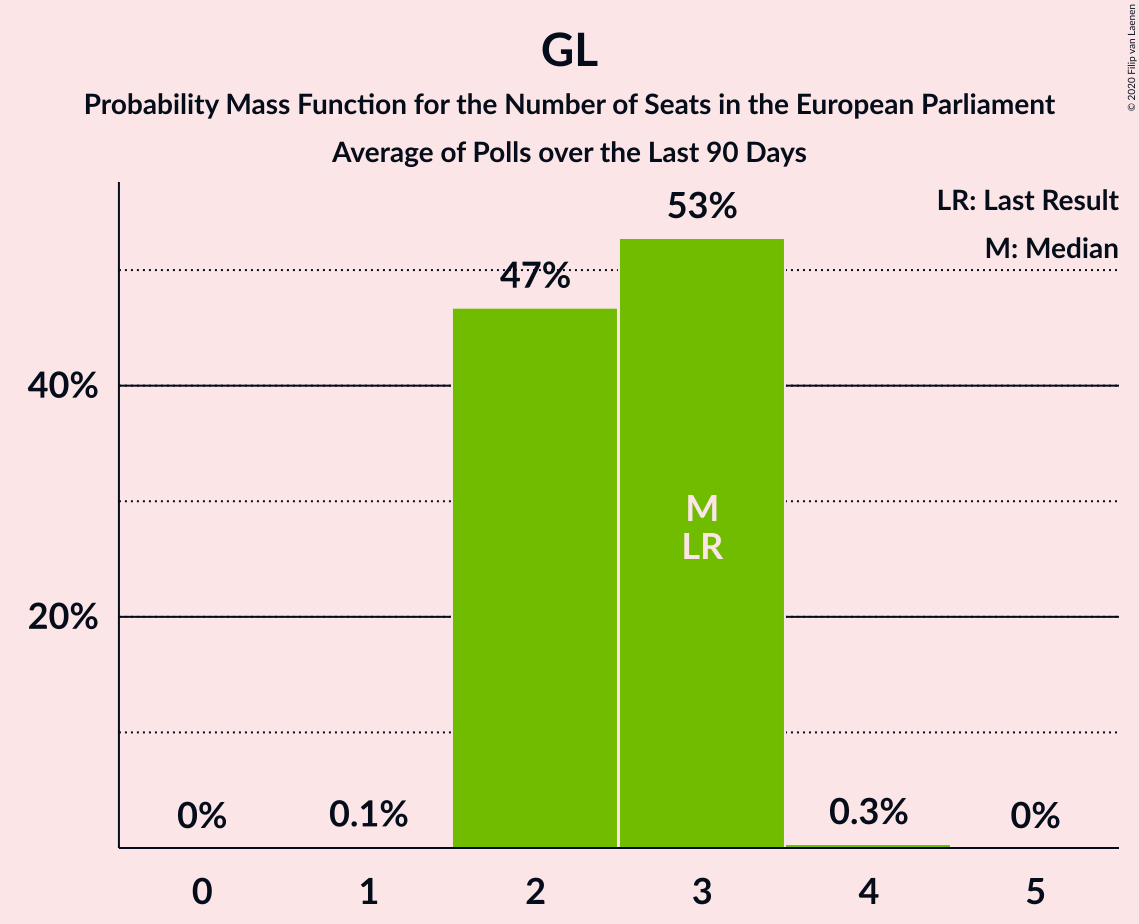 GL
Probability Mass Function for the Number of Seats in the European Parliament
Average of Polls over the Last 90 Days
© 2020 Filip van Laenen
LR: Last Result
M: Median
53%
47%
40%
M
LR
20%
0%
0.1%
0.3%
0%
0
1
2
3
4
5